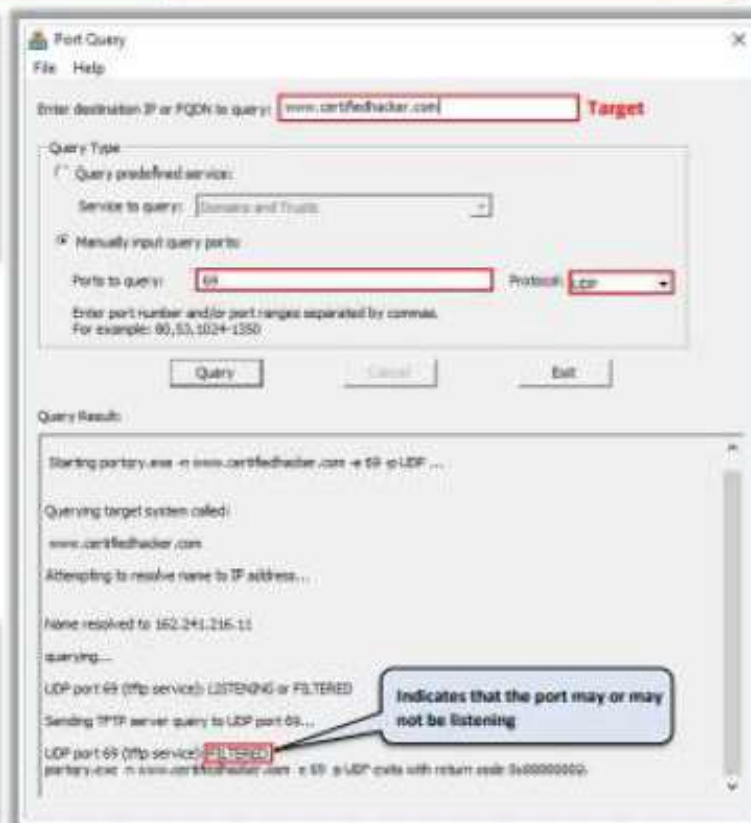 Port Query
File Help
Enter destination IP or FQDN to query: www.certifiedhacker.com Target
Query Type
Query predefined service:
Service to query: Domains and Trusts
Manually input query ports:
Ports to query: 69 Protocol: UDP
Enter port number and/or port ranges separated by commas.
For example: 80,53,1024-1350
Query Cancel Exit
Query Result:
Starting portqry.exe -n www.certifiedhacker.com -e 69 -p UDP ...
Querying target system called:
www.certifiedhacker.com
Attempting to resolve name to IP address...
Name resolved to 162.241.216.11
querying...
UDP port 69 (tftp service): LISTENING or FILTERED
Sending TFTP server query to UDP port 69...
UDP port 69 (tftp service): FILTERED
portqry.exe -n www.certifiedhacker.com -e 69 -p UDP exits with return code 0x00000002.
Indicates that the port may or may
not be listening